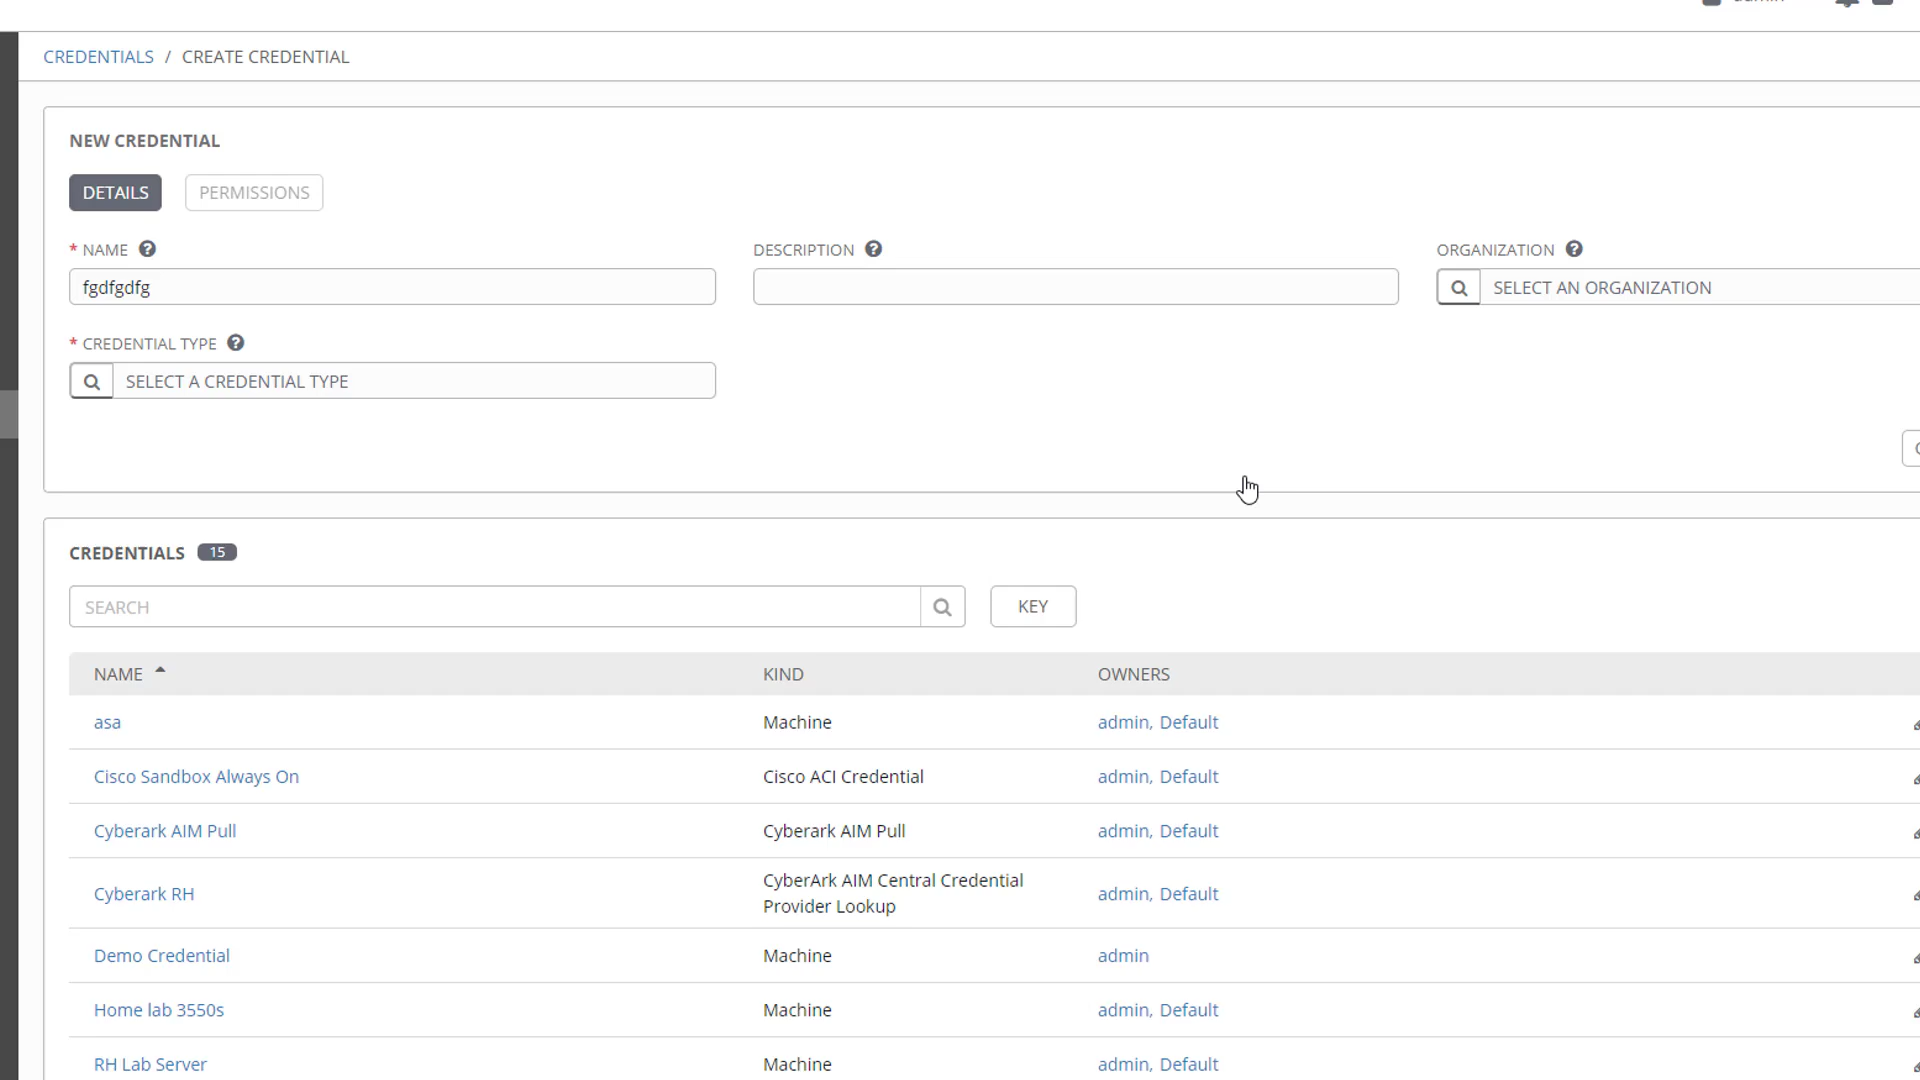 CREDENTIALS / CREATE CREDENTIAL
NEW CREDENTIAL
DETAILS PERMISSIONS
* NAME DESCRIPTION ORGANIZATION
fgdfgdfg SELECT AN ORGANIZATION
* CREDENTIAL TYPE
SELECT A CREDENTIAL TYPE
CREDENTIALS 15
SEARCH KEY
NAME KIND OWNERS
asa Machine admin, Default
Cisco Sandbox Always On Cisco ACI Credential admin, Default
Cyberark AIM Pull Cyberark AIM Pull admin, Default
Cyberark RH CyberArk AIM Central Credential admin, Default
Provider Lookup
Demo Credential Machine admin
Home lab 3550s Machine admin, Default
RH Lab Server Machine admin, Default